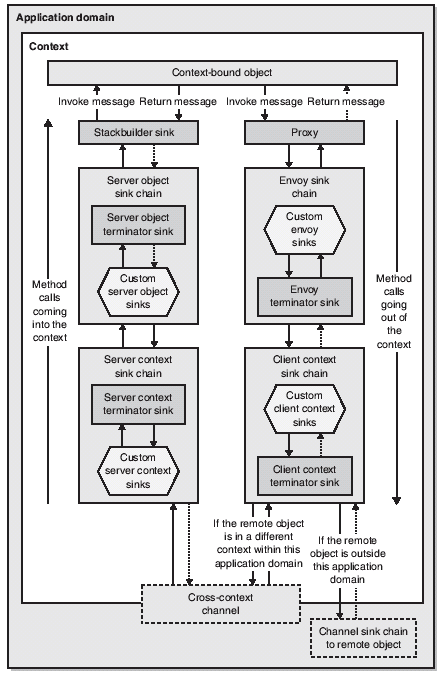 Application domain
Context
Context-bound object
Invoke message
Return message
Invoke message
Return message
Stackbuilder sink
Proxy
Server object
sink chain
Server object
terminator sink
Custom
server object
sinks
Envoy sink
chain
Custom
envoy
sinks
Envoy
terminator sink
Method
calls
coming
into the
context
Method
calls
going
out of
the
context
Server context
sink chain
Server context
terminator sink
Custom
server context
sinks
Client context
sink chain
Custom
client context
sinks
Client context
terminator sink
If the remote object
is in a different
context within this
application domain
If the remote
object is outside
this application
domain
Cross-context
channel
Channel sink chain
to remote object